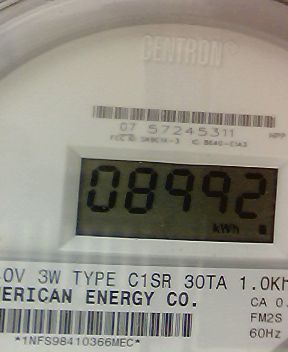 CENTRON®
07 57245311
08992
kWh
.0V 3W TYPE C1SR 30TA 1.0Kh
MERICAN ENERGY CO.
CA 0.
FM2S
60Hz
*1NFS98410366MEC*